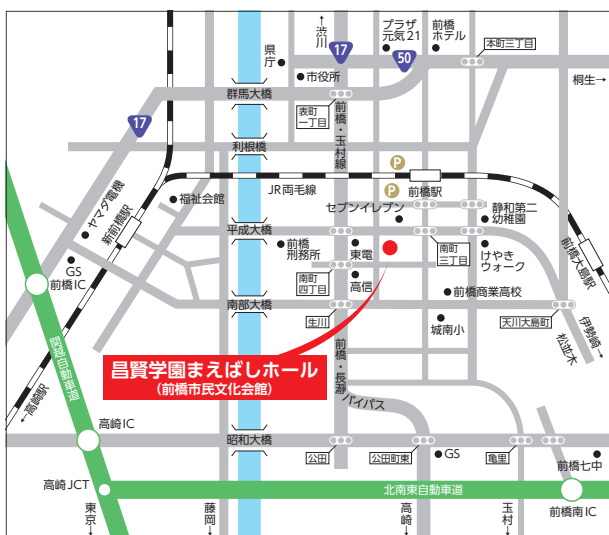 ←渋川
プラザ
元気21
前橋
ホテル
本町三丁目
県庁
市役所
17
50
桐生→
群馬大橋
表町
一丁目
前橋・玉村線
17
利根橋
P
JR両毛線
前橋駅
P
福祉会館
セブンイレブン
静和第二
幼稚園
ヤマダ電機
新前橋駅
平成大橋
前橋
刑務所
東電
南町
三丁目
けやき
ウォーク
前橋大島駅
GS
前橋IC
南町
四丁目
高信
前橋商業高校
南部大橋
生川
城南小
天川大島町
伊勢崎→
松並木
関越自動車道
昌賢学園まえばしホール
(前橋市民文化会館)
前橋・長瀞
バイパス
←高崎駅
高崎IC
昭和大橋
公田
公田町東
GS
亀里
前橋七中
高崎JCT
北南東自動車道
前橋南IC
東京→
藤岡→
高崎→
玉村→